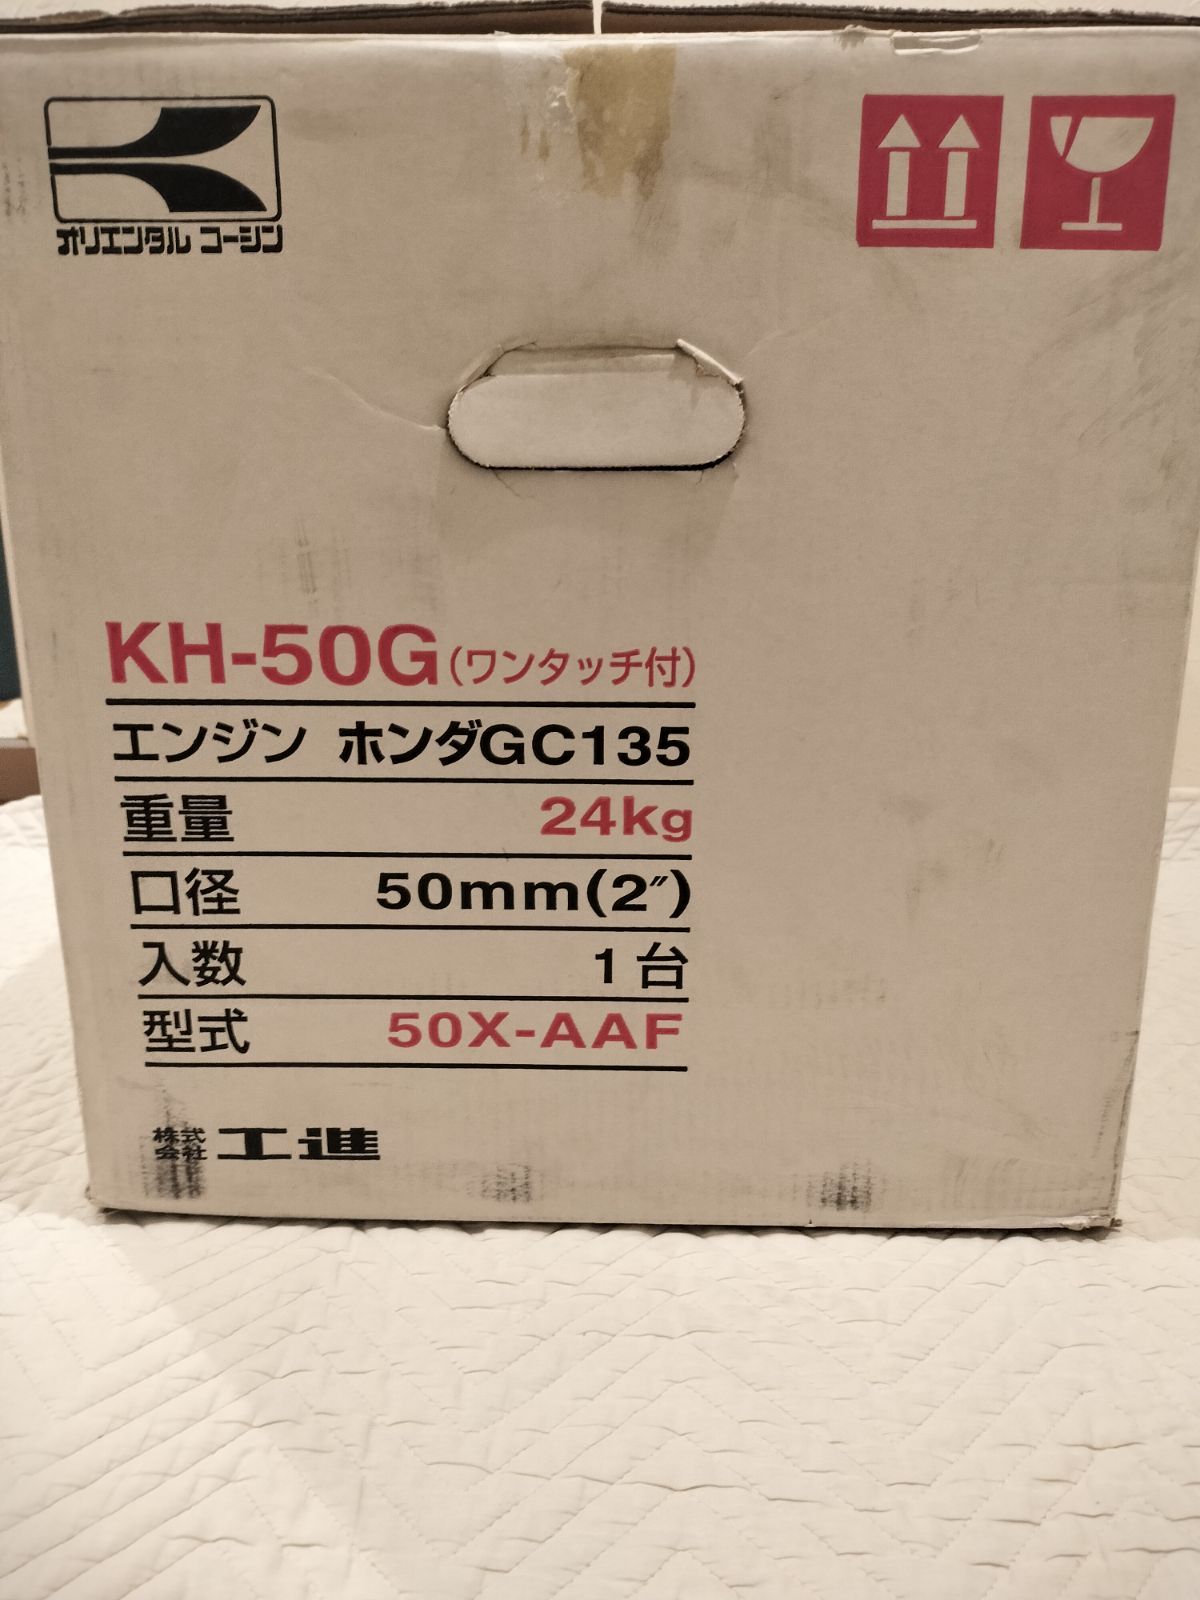 オリエンタル コーシン
KH-50G(ワンタッチ付)
エンジン ホンダGC135
重量 24kg
口径 50mm(2″)
入数 1台
型式 50X-AAF
株式会社 工進